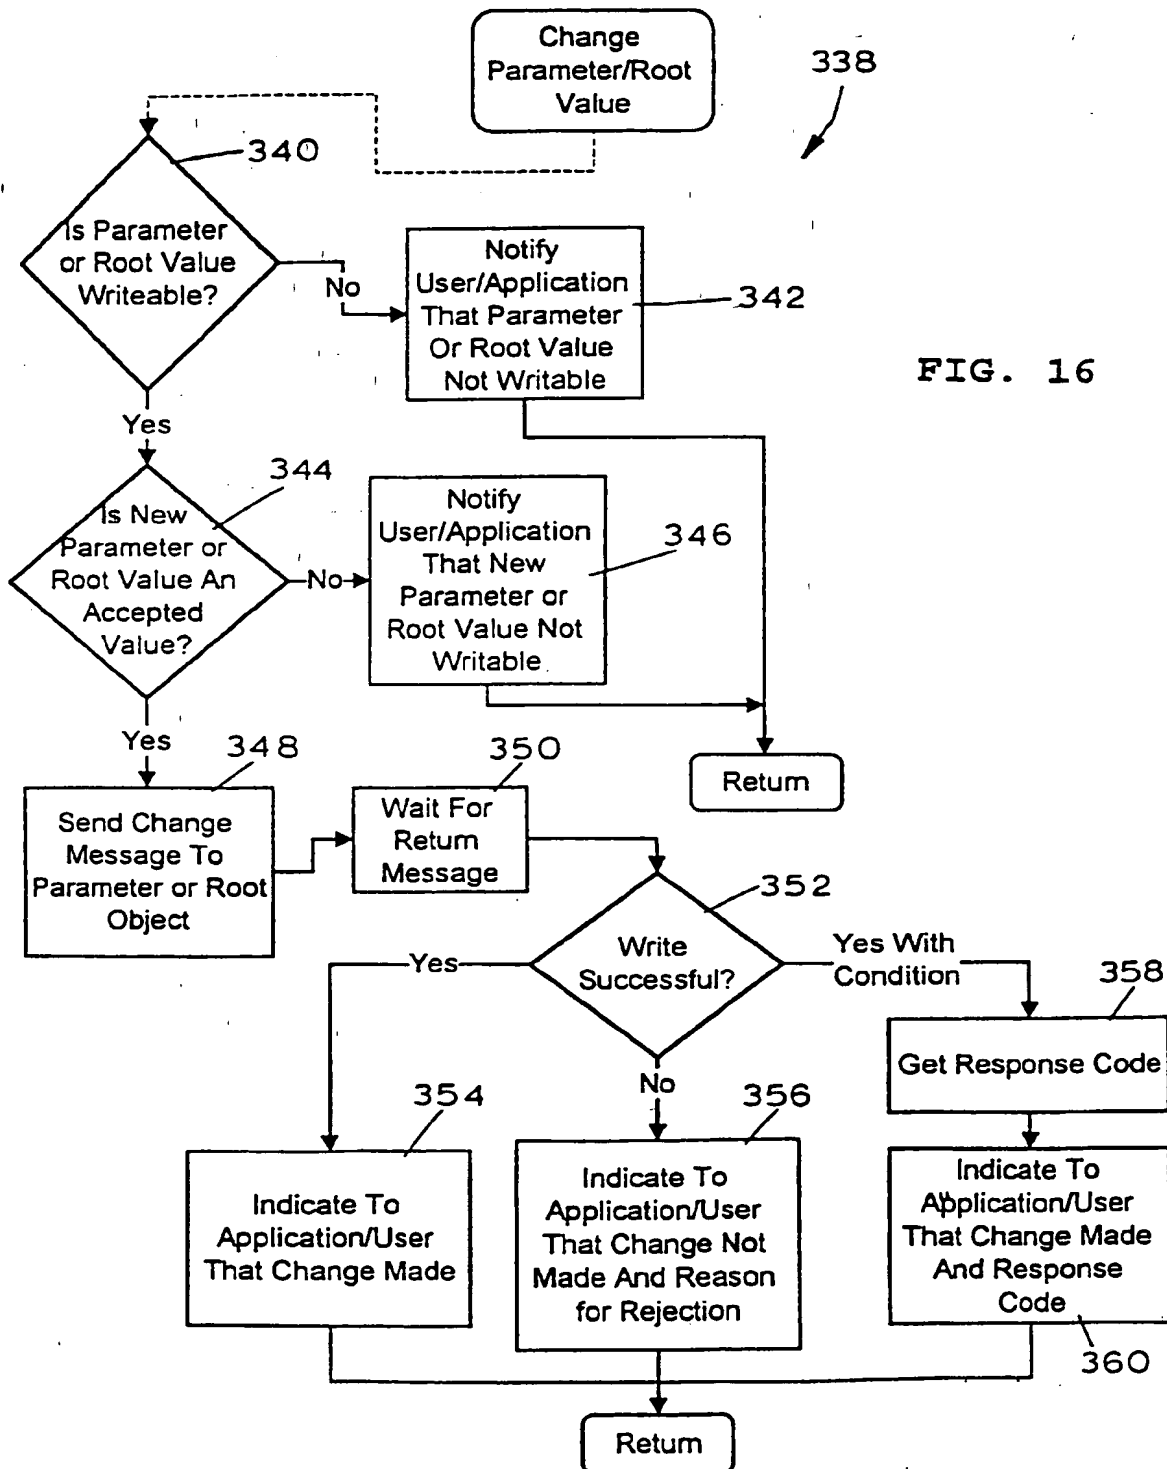 Change
Parameter/Root
Value
338
340
Is Parameter
or Root Value
Writeable?
No
Notify
User/Application
That Parameter
Or Root Value
Not Writable
342
FIG. 16
Yes
344
Is New
Parameter or
Root Value An
Accepted
Value?
No
Notify
User/Application
That New
Parameter or
Root Value Not
Writable
346
Return
Yes
348
Send Change
Message To
Parameter or Root
Object
350
Wait For
Return
Message
352
Write
Successful?
Yes
No
Yes With
Condition
354
Indicate To
Application/User
That Change Made
356
Indicate To
Application/User
That Change Not
Made And Reason
for Rejection
358
Get Response Code
Indicate To
Application/User
That Change Made
And Response
Code
360
Return